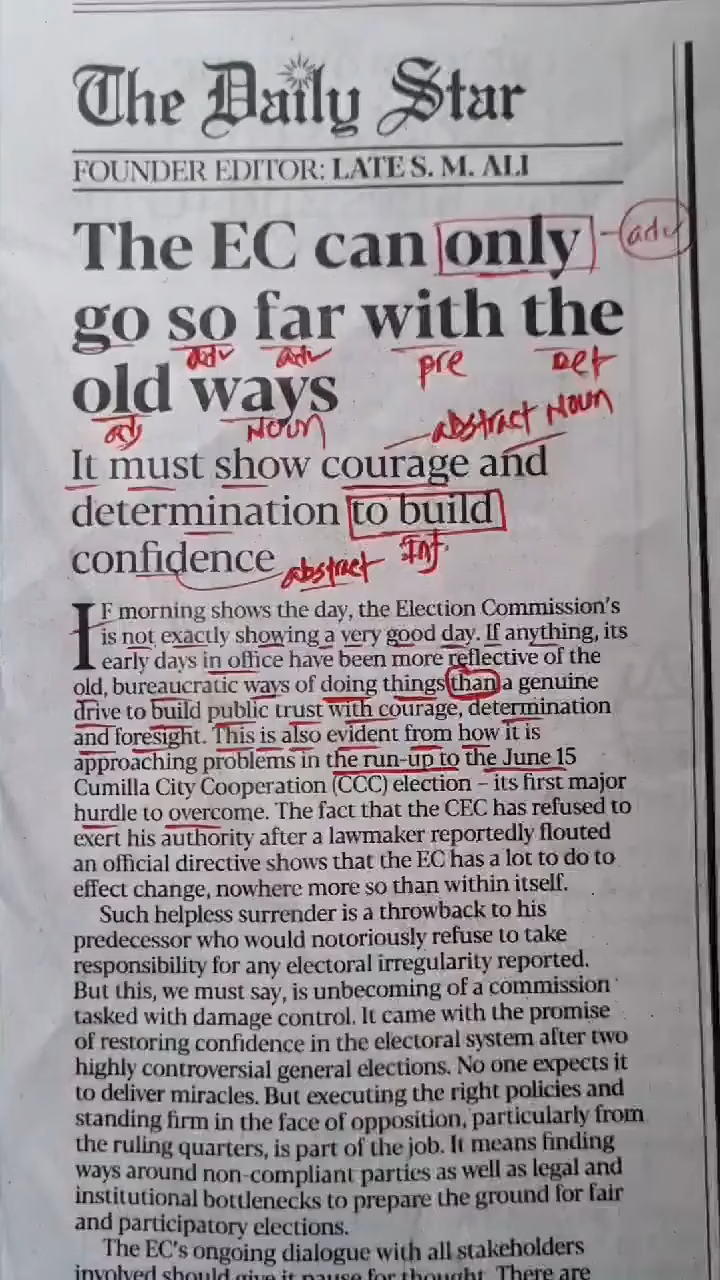 The Daily Star
FOUNDER EDITOR: LATE S. M. ALI
The EC can only - adv
go so far with the
adv adv pre Det
old ways
adj Noun abstract Noun
It must show courage and
determination to build
confidence abstract Inf.
IF morning shows the day, the Election Commission's
is not exactly showing a very good day. If anything, its
early days in office have been more reflective of the
old, bureaucratic ways of doing things than a genuine
drive to build public trust with courage, determination
and foresight. This is also evident from how it is
approaching problems in the run-up to the June 15
Cumilla City Cooperation (CCC) election – its first major
hurdle to overcome. The fact that the CEC has refused to
exert his authority after a lawmaker reportedly flouted
an official directive shows that the EC has a lot to do to
effect change, nowhere more so than within itself.
Such helpless surrender is a throwback to his
predecessor who would notoriously refuse to take
responsibility for any electoral irregularity reported.
But this, we must say, is unbecoming of a commission
tasked with damage control. It came with the promise
of restoring confidence in the electoral system after two
highly controversial general elections. No one expects it
to deliver miracles. But executing the right policies and
standing firm in the face of opposition, particularly from
the ruling quarters, is part of the job. It means finding
ways around non-compliant parties as well as legal and
institutional bottlenecks to prepare the ground for fair
and participatory elections.
The EC's ongoing dialogue with all stakeholders
involved should give it pause for thought. There are